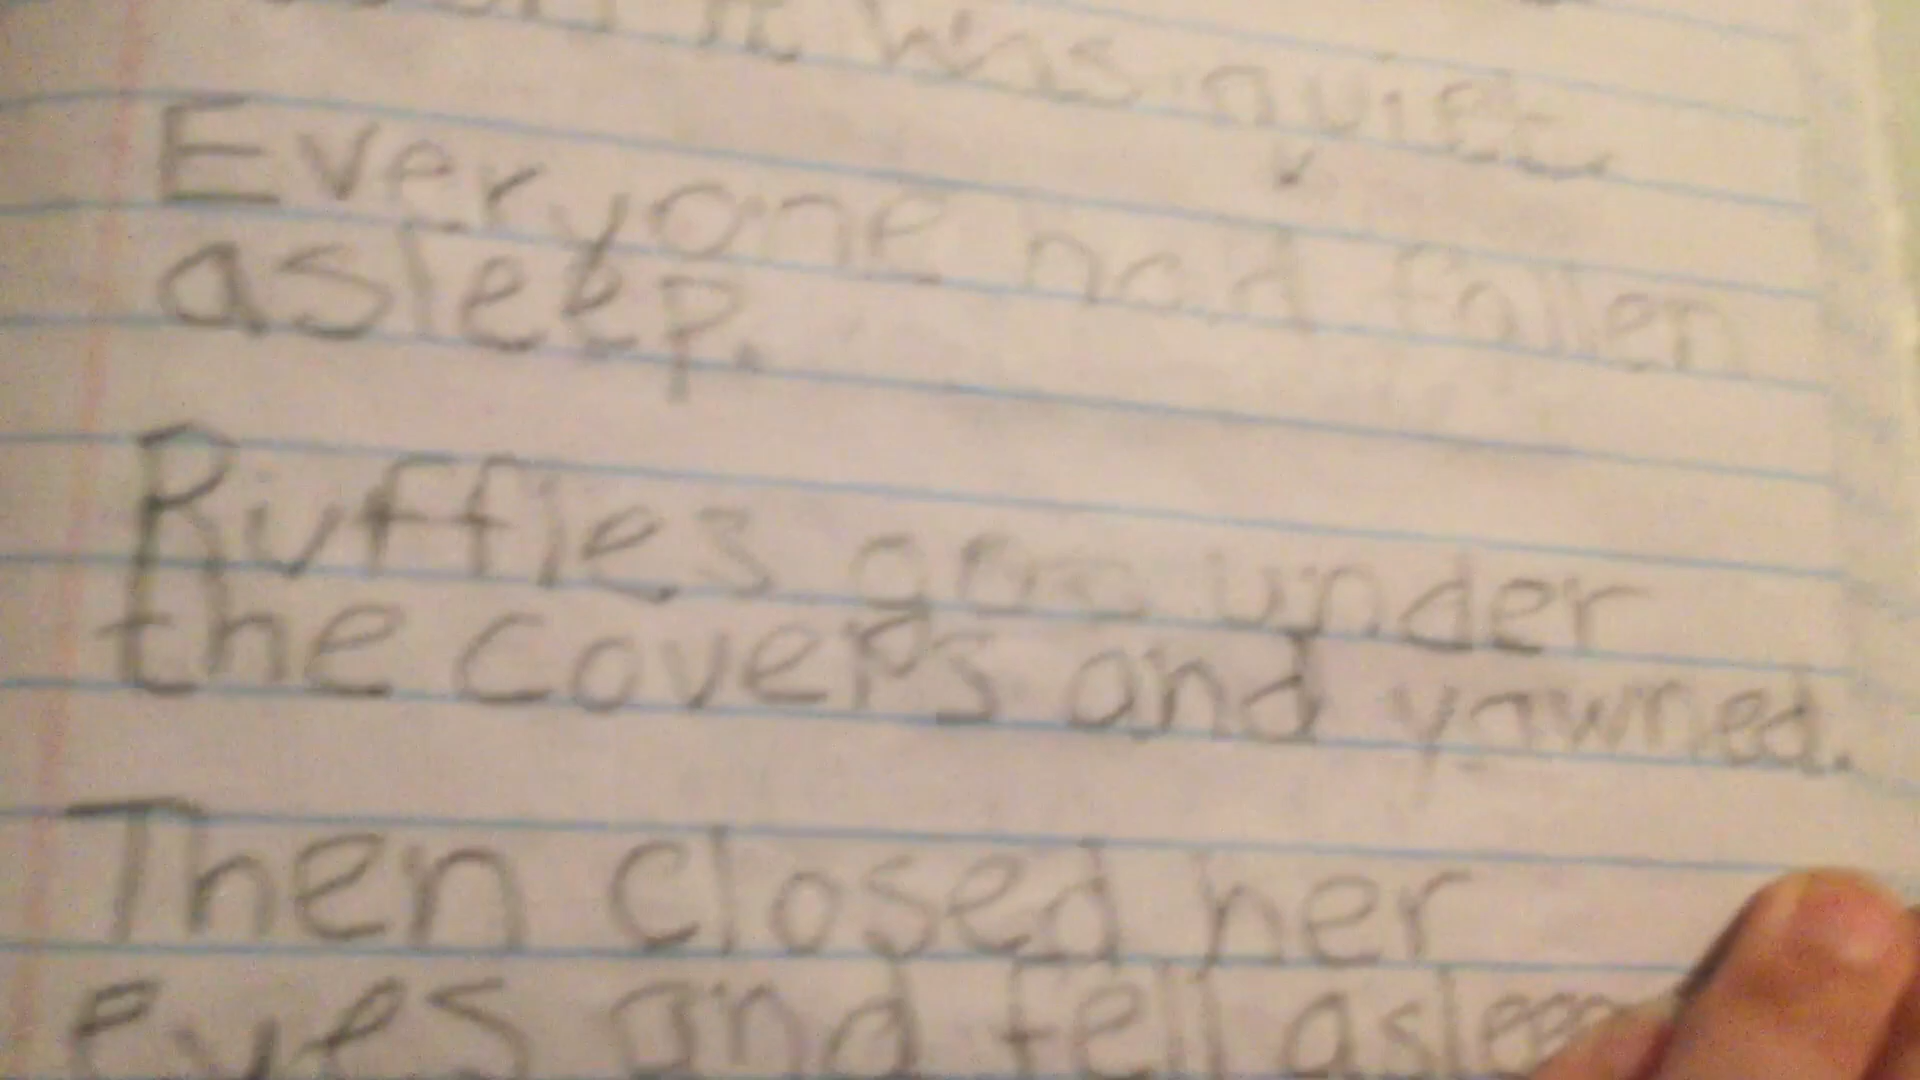 it was quiet.
Everyone had fallen
asleep.
Ruffles under
the covers and yawned.
Then closed her
eyes and fell asleep